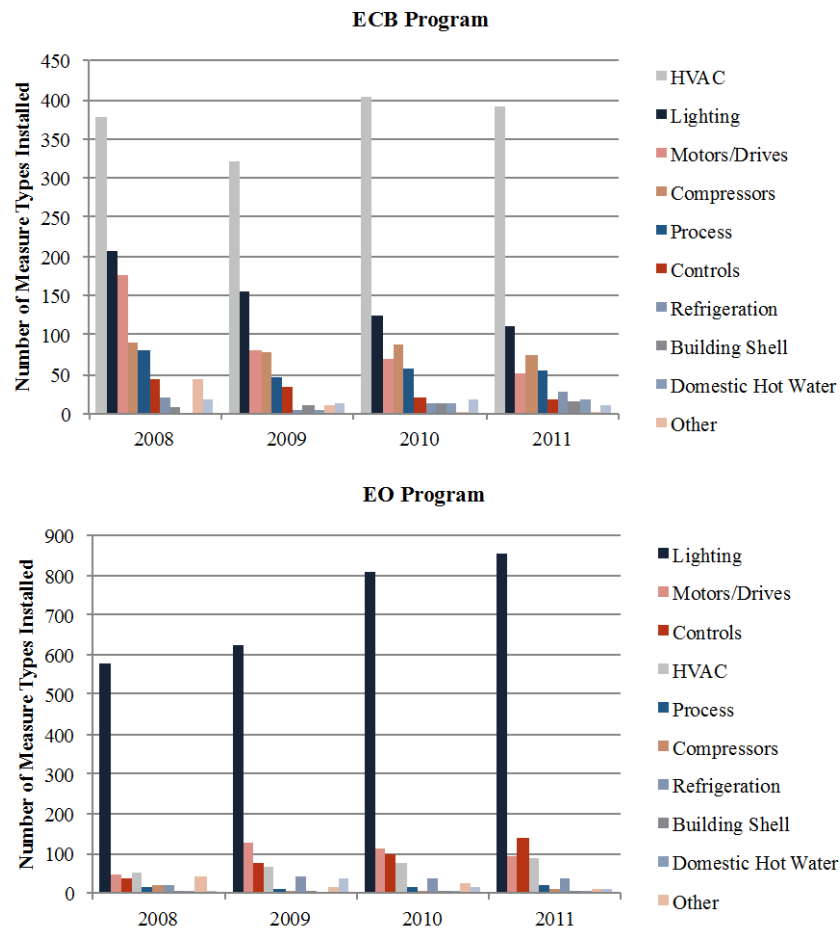 ECB Program
Number of Measure Types Installed
450
400
350
300
250
200
150
100
50
0
2008 2009 2010 2011
HVAC
Lighting
Motors/Drives
Compressors
Process
Controls
Refrigeration
Building Shell
Domestic Hot Water
Other
EO Program
Number of Measure Types Installed
900
800
700
600
500
400
300
200
100
0
2008 2009 2010 2011
Lighting
Motors/Drives
Controls
HVAC
Process
Compressors
Refrigeration
Building Shell
Domestic Hot Water
Other